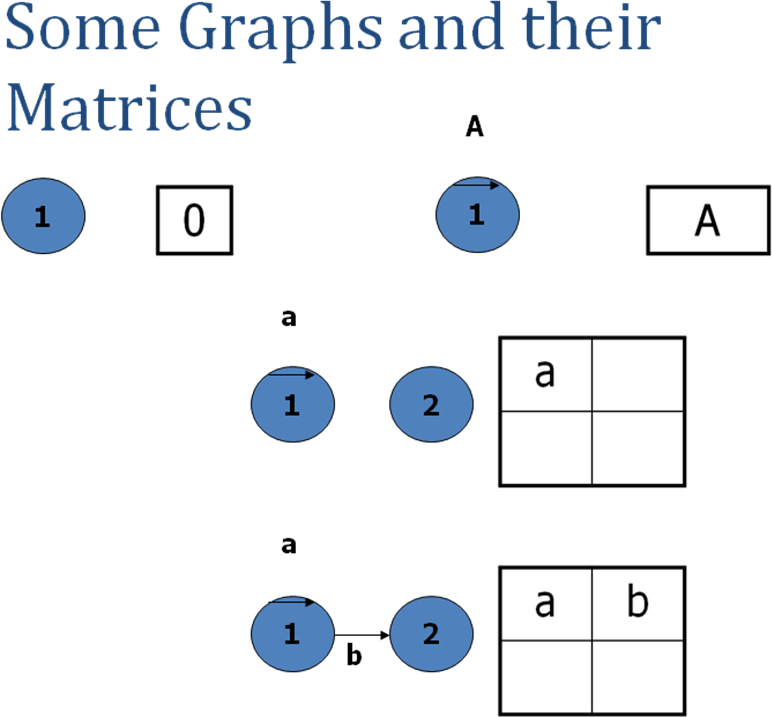 Some Graphs and their
Matrices
A
1 0 1 A
a
1 2 a
a
1 b 2 a b